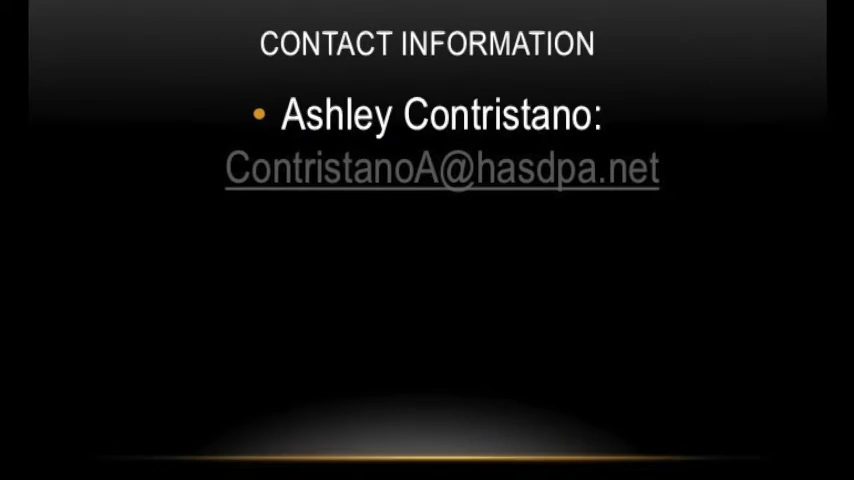 CONTACT INFORMATION
• Ashley Contristano:
ContristanoA@hasdpa.net